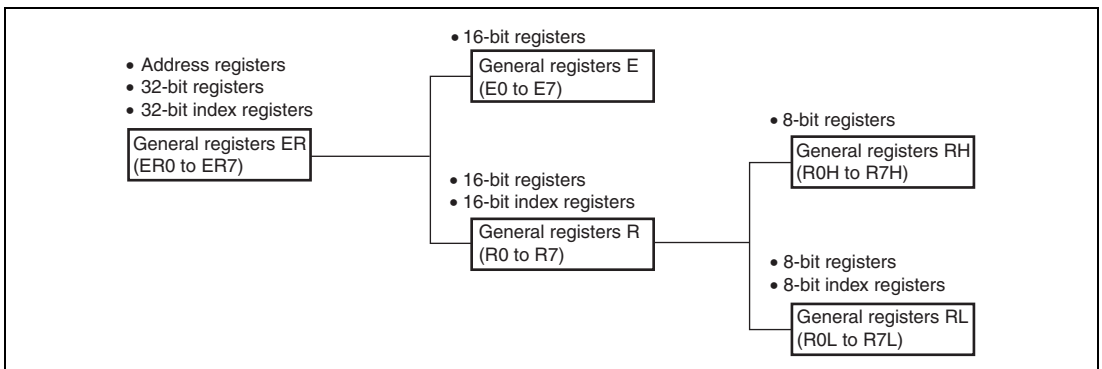 • Address registers
• 32-bit registers
• 32-bit index registers
General registers ER
(ER0 to ER7)
• 16-bit registers
General registers E
(E0 to E7)
• 16-bit registers
• 16-bit index registers
General registers R
(R0 to R7)
• 8-bit registers
General registers RH
(R0H to R7H)
• 8-bit registers
• 8-bit index registers
General registers RL
(R0L to R7L)